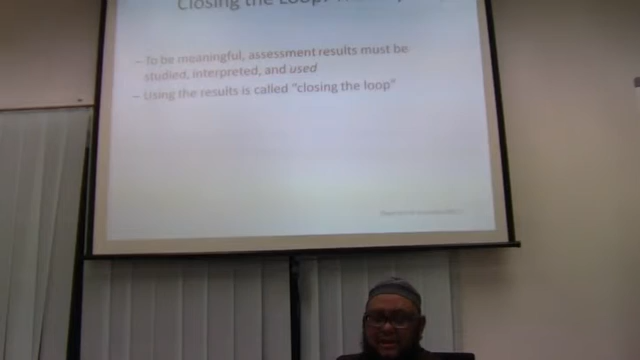 Closing the Loop:
– To be meaningful, assessment results must be
studied, interpreted, and used
– Using the results is called “closing the loop”